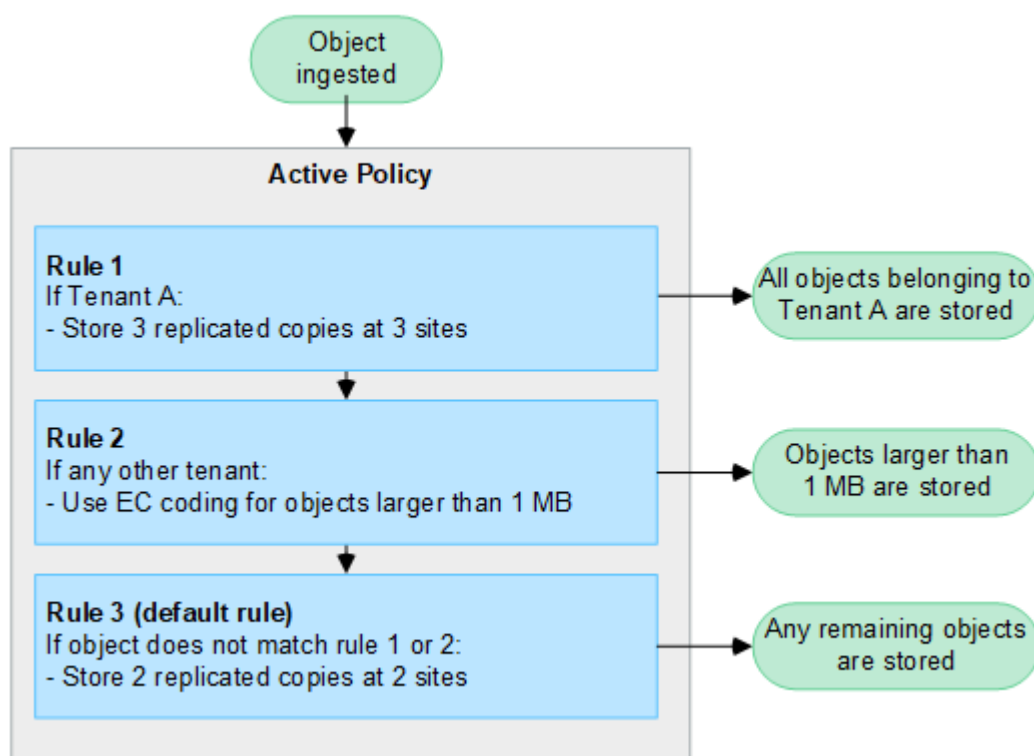 Object
ingested
Active Policy
Rule 1
If Tenant A:
- Store 3 replicated copies at 3 sites
All objects belonging to
Tenant A are stored
Rule 2
If any other tenant:
- Use EC coding for objects larger than 1 MB
Objects larger than
1 MB are stored
Rule 3 (default rule)
If object does not match rule 1 or 2:
- Store 2 replicated copies at 2 sites
Any remaining objects
are stored